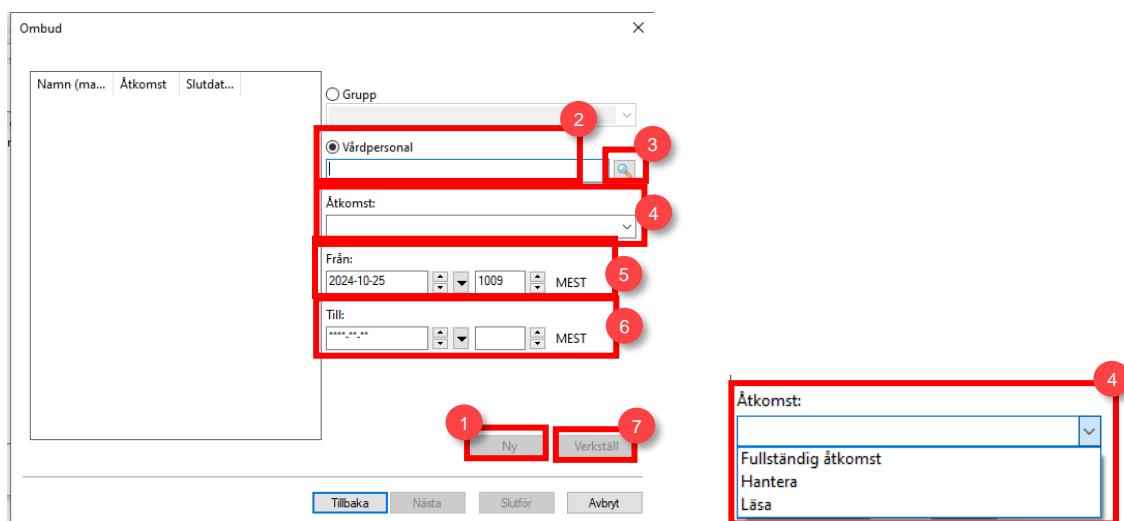 Ombud
Namn (ma... Åtkomst Slutdat...
Grupp
2
Vårdpersonal
3
Åtkomst:
4
Från:
2024-10-25 1009 MEST
5
Till:
****-**-** MEST
6
1
7
Ny Verkställ
Tillbaka Nästa Slutför Avbryt
4
Åtkomst:
Fullständig åtkomst
Hantera
Läsa